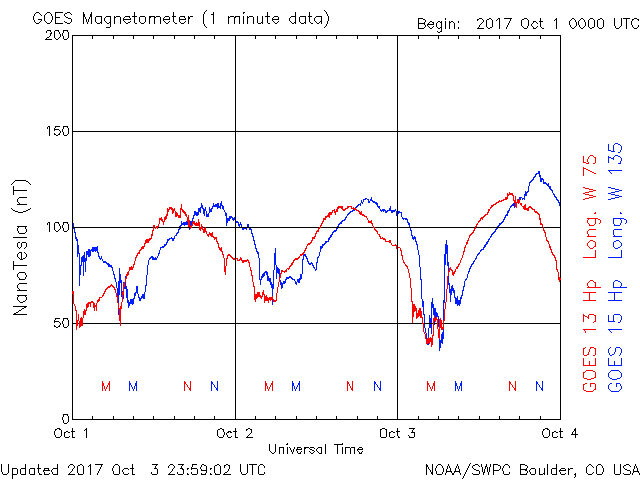 GOES Magnetometer (1 minute data)
Begin: 2017 Oct 1 0000 UTC
200
150
100
50
0
NanoTesla (nT)
M M N N M M N N M M N N
Oct 1 Oct 2 Oct 3 Oct 4
Universal Time
GOES 13 Hp Long. W 75
GOES 15 Hp Long. W 135
Updated 2017 Oct 3 23:59:02 UTC
NOAA/SWPC Boulder, CO USA